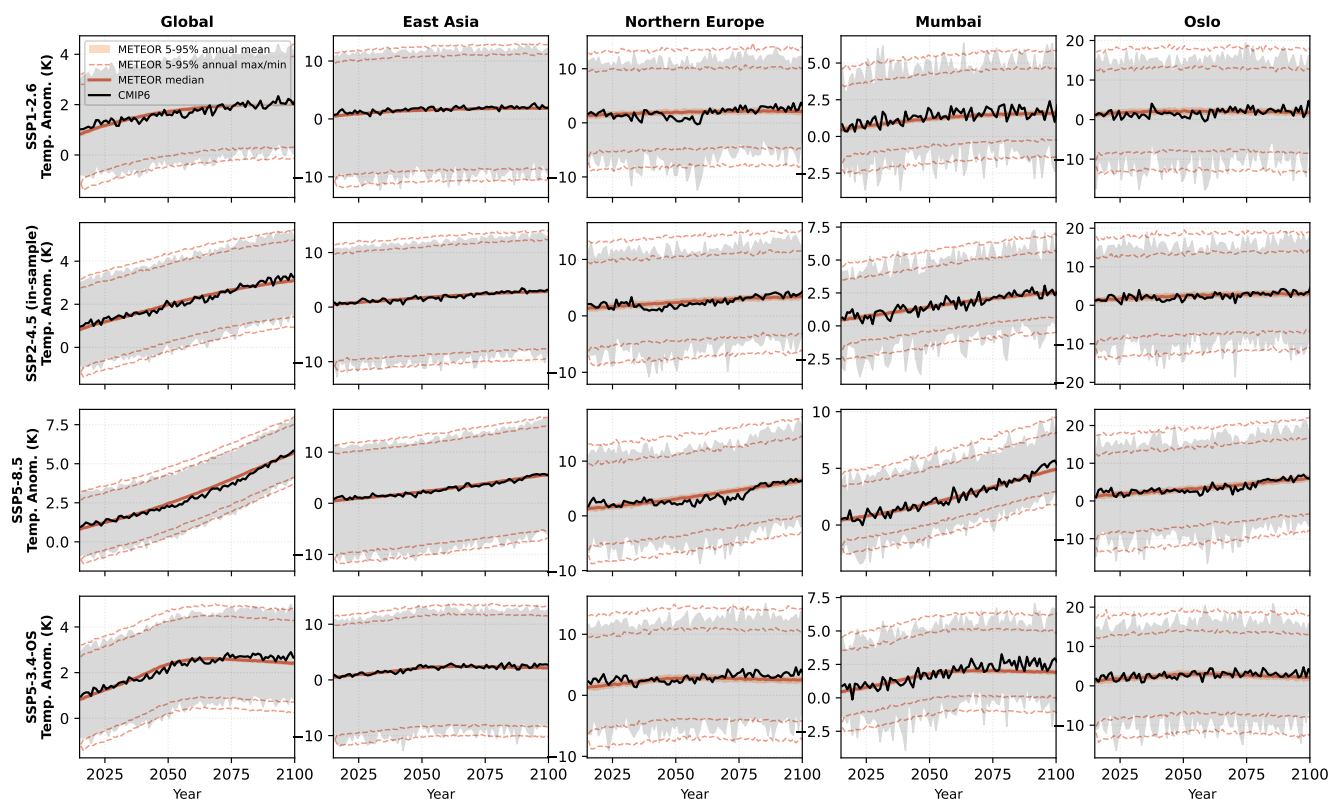 Global
East Asia
Northern Europe
Mumbai
Oslo
SSP1-2.6
Temp. Anom. (K)
METEOR 5-95% annual mean
METEOR 5-95% annual max/min
METEOR median
CMIP6
4
2
0
10
0
−10
10
0
−10
5.0
2.5
0.0
−2.5
20
10
0
−10
SSP2-4.5 (in-sample)
Temp. Anom. (K)
4
2
0
10
0
−10
10
0
−10
7.5
5.0
2.5
0.0
−2.5
20
10
0
−10
−20
SSP5-8.5
Temp. Anom. (K)
7.5
5.0
2.5
0.0
10
0
−10
10
0
−10
10
5
0
20
10
0
−10
SSP5-3.4-OS
Temp. Anom. (K)
4
2
0
10
0
−10
10
0
−10
7.5
5.0
2.5
0.0
−2.5
20
10
0
−10
2025 2050 2075 2100
2025 2050 2075 2100
2025 2050 2075 2100
2025 2050 2075 2100
2025 2050 2075 2100
Year
Year
Year
Year
Year